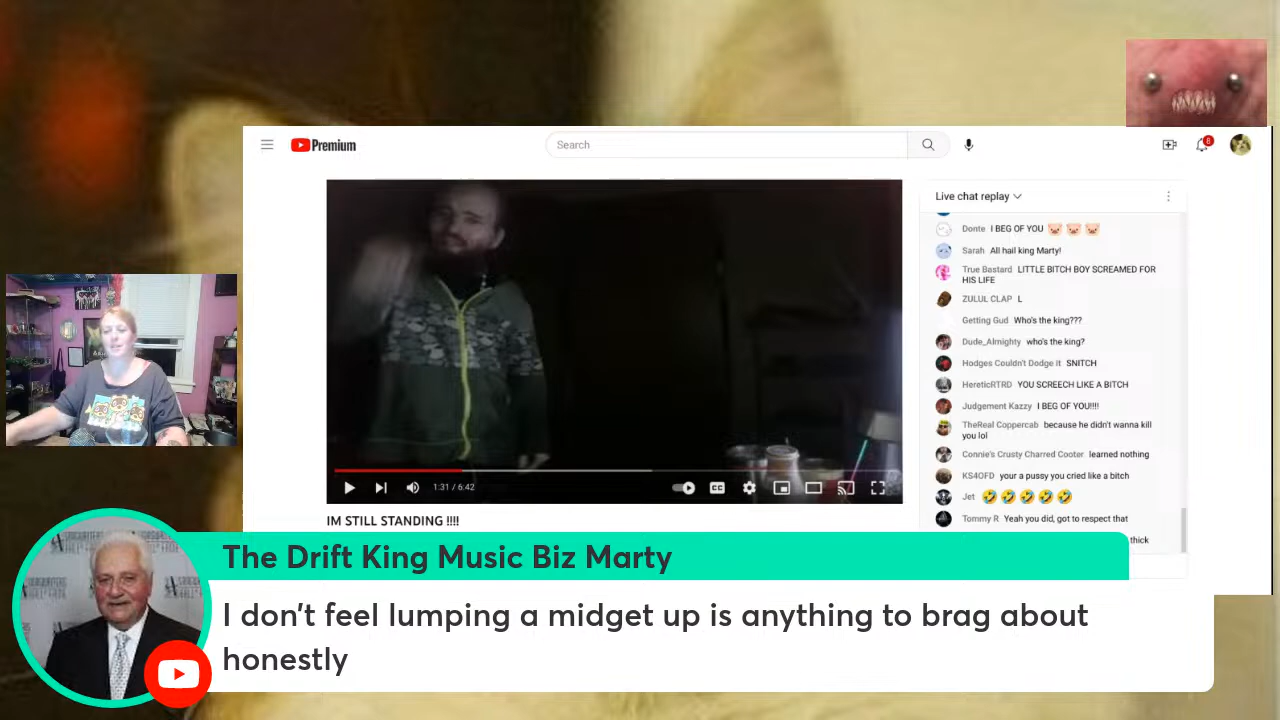 Premium
Search
8
Live chat replay
Donte I BEG OF YOU
Sarah All hail king Marty!
True Bastard LITTLE BITCH BOY SCREAMED FOR
HIS LIFE
ZULUL CLAP L
Getting Gud Who's the king???
Dude_Almighty who's the king?
Hodges Couldn't Dodge it SNITCH
HereticRTRD YOU SCREECH LIKE A BITCH
Judgement Kazzy I BEG OF YOU!!!!
TheReal Coppercab because he didn't wanna kill
you lol
Connie's Crusty Charred Cooter learned nothing
KS4OFD your a pussy you cried like a bitch
Jet
Tommy R Yeah you did, got to respect that
thick
1:31 / 6:42
CC
IM STILL STANDING !!!!
The Drift King Music Biz Marty
I don't feel lumping a midget up is anything to brag about
honestly